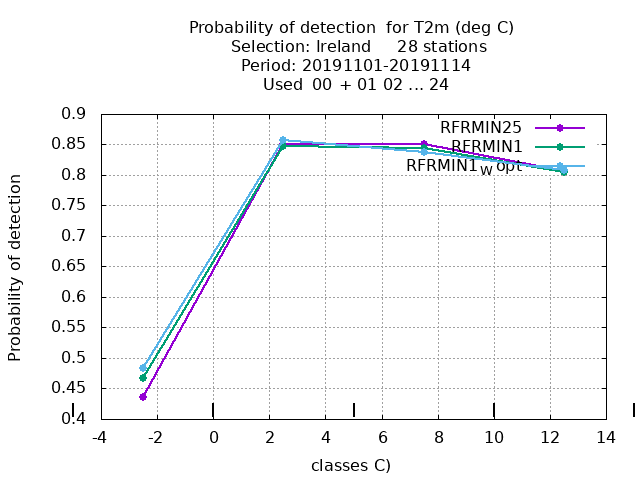 Probability of detection for T2m (deg C)
Selection: Ireland 28 stations
Period: 20191101-20191114
Used 00 + 01 02 ... 24
Probability of detection
0.9
0.85
0.8
0.75
0.7
0.65
0.6
0.55
0.5
0.45
0.4
RFRMIN25
RFRMIN1
RFRMIN1W opt
-4 -2 0 2 4 6 8 10 12 14
classes C)